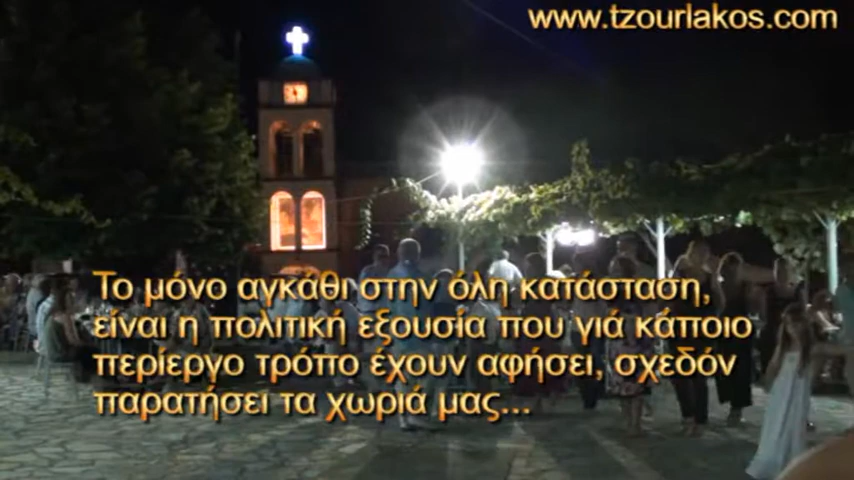 www.tzourlakos.com
Το μόνο αγκάθι στην όλη κατάσταση,
είναι η πολιτική εξουσία που γιά κάποιο
περίεργο τρόπο έχουν αφήσει, σχεδόν
παρατήσει τα χωριά μας...